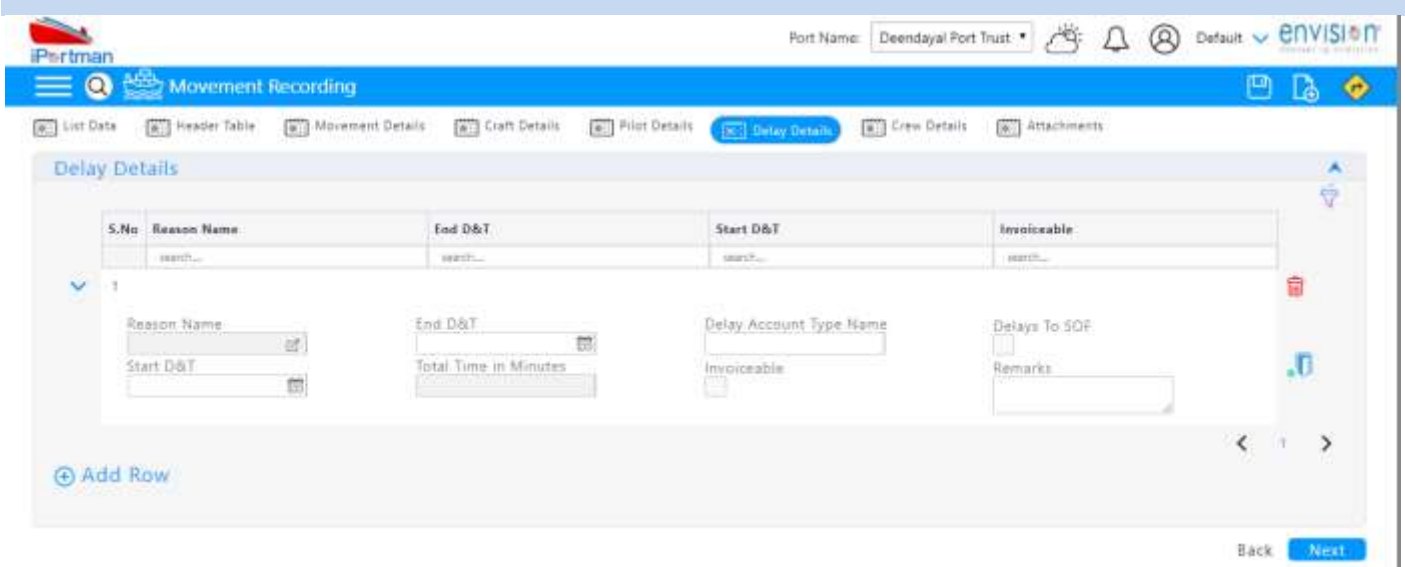 Port Name: Deendayal Port Trust Default envision
iPortman
Movement Recording
List Data Header Table Movement Details Craft Details Pilot Details Delay Details Crew Details Attachments
Delay Details
S.No Reason Name End D&T Start D&T Invoiceable
search... search... search... search...
1
Reason Name End D&T Delay Account Type Name Delays To SOF
Start D&T Total Time in Minutes Invoiceable Remarks
1
Add Row
Back Next